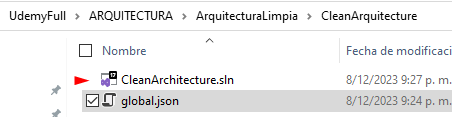 UdemyFull > ARQUITECTURA > ArquitecturaLimpia > CleanArquitecture
Nombre Fecha de modificaci
CleanArchitecture.sln 8/12/2023 9:27 p. m.
global.json 8/12/2023 9:24 p. m.